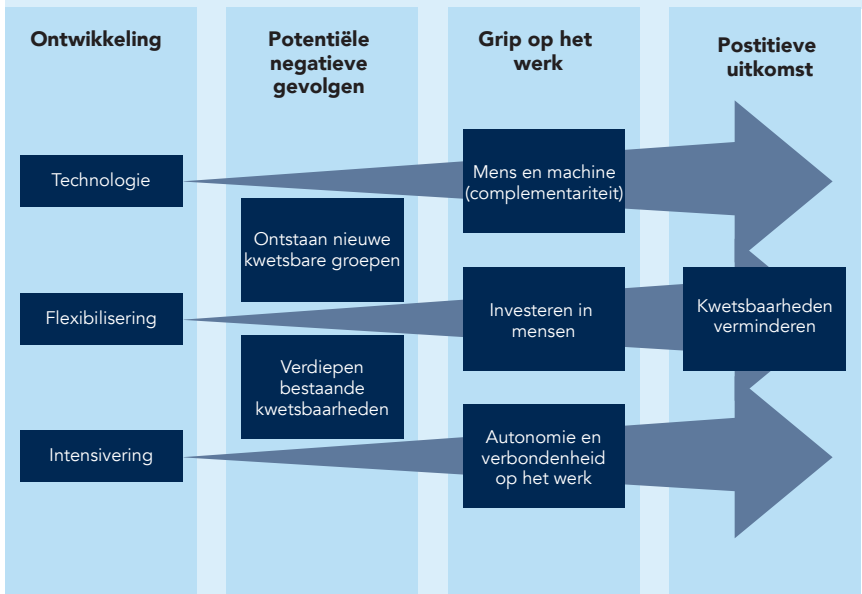 Ontwikkeling
Potentiële
negatieve
gevolgen
Grip op het
werk
Postitieve
uitkomst
Technologie
Mens en machine
(complementariteit)
Ontstaan nieuwe
kwetsbare groepen
Flexibilisering
Investeren in
mensen
Kwetsbaarheden
verminderen
Verdiepen
bestaande
kwetsbaarheden
Intensivering
Autonomie en
verbondenheid
op het werk